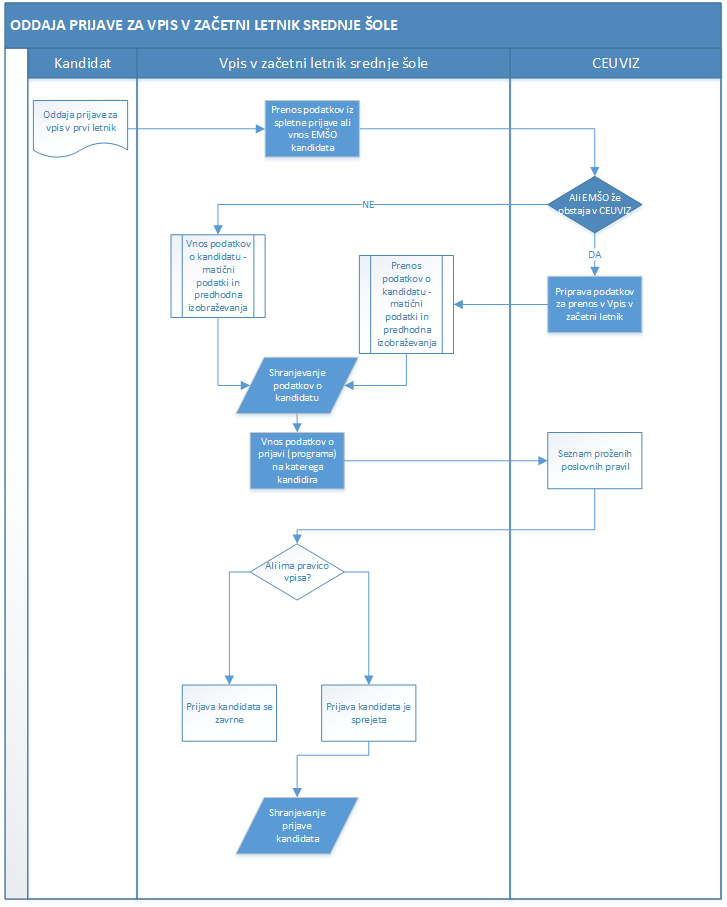 ODDAJA PRIJAVE ZA VPIS V ZAČETNI LETNIK SREDNJE ŠOLE
Kandidat
Vpis v začetni letnik srednje šole
CEUVIZ
Oddaja prijave za
vpis v prvi letnik
Prenos podatkov iz
spletne prijave ali
vnos EMŠO
kandidata
Ali EMŠO že
obstaja v CEUVIZ
NE
DA
Vnos podatkov
o kandidatu -
matični
podatki in
predhodna
izobraževanja
Prenos
podatkov o
kandidatu -
matični
podatki in
predhodna
izobraževanja
Priprava podatkov
za prenos v Vpis v
začetni letnik
Shranjevanje
podatkov o
kandidatu
Vnos podatkov o
prijavi (programa)
na katerega
kandidira
Seznam proženih
poslovnih pravil
Ali ima pravico
vpisa?
Prijava kandidata se
zavrne
Prijava kandidata je
sprejeta
Shranjevanje
prijave
kandidata